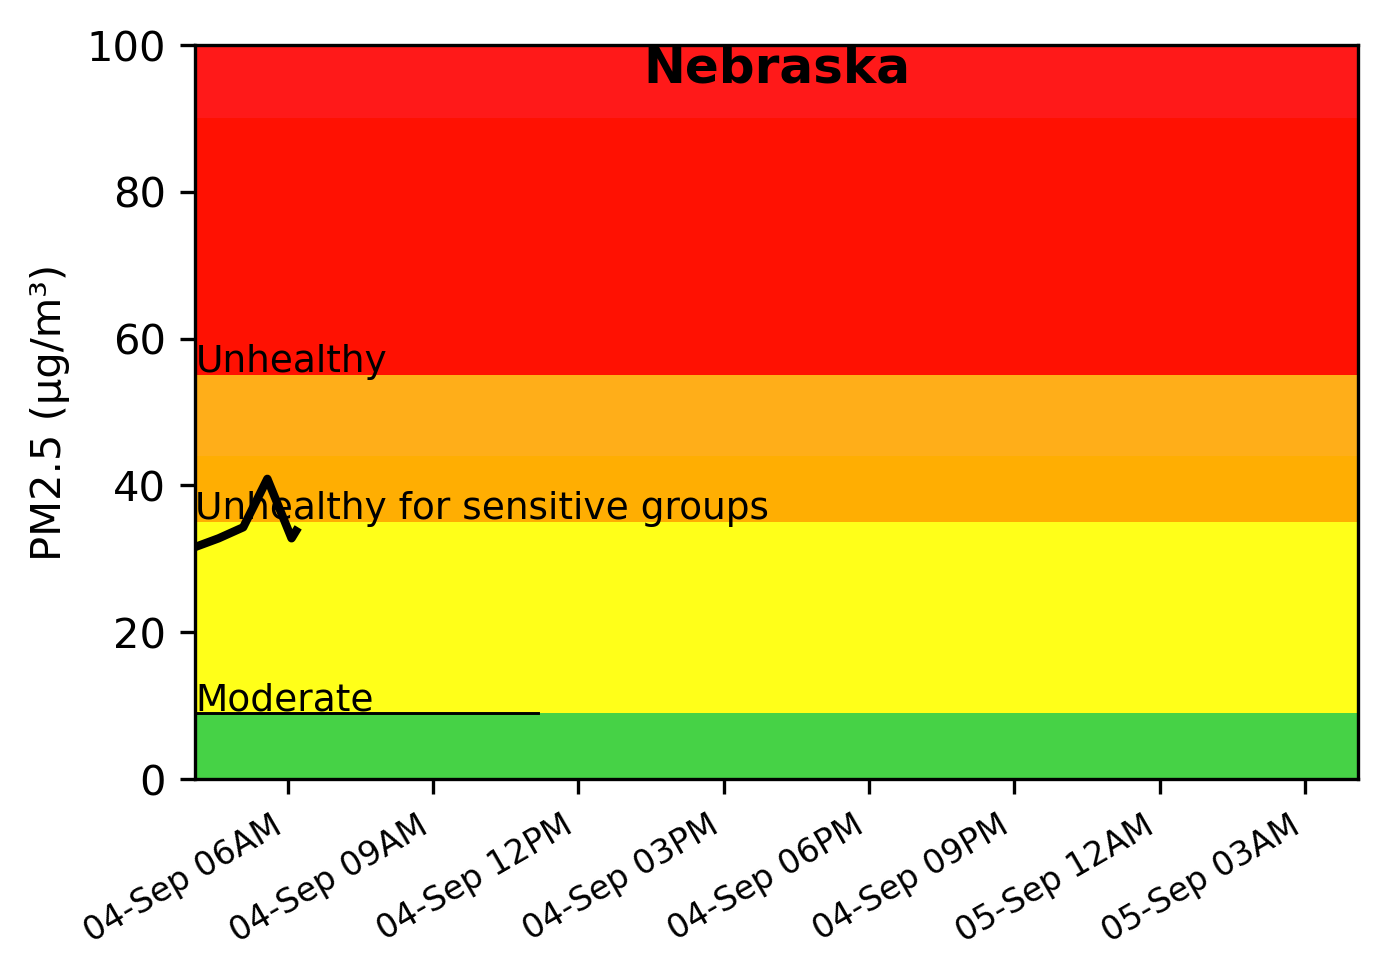 Nebraska
PM2.5 (µg/m³)
100
80
60
40
20
0
Unhealthy
Unhealthy for sensitive groups
Moderate
04-Sep 06AM
04-Sep 09AM
04-Sep 12PM
04-Sep 03PM
04-Sep 06PM
04-Sep 09PM
05-Sep 12AM
05-Sep 03AM